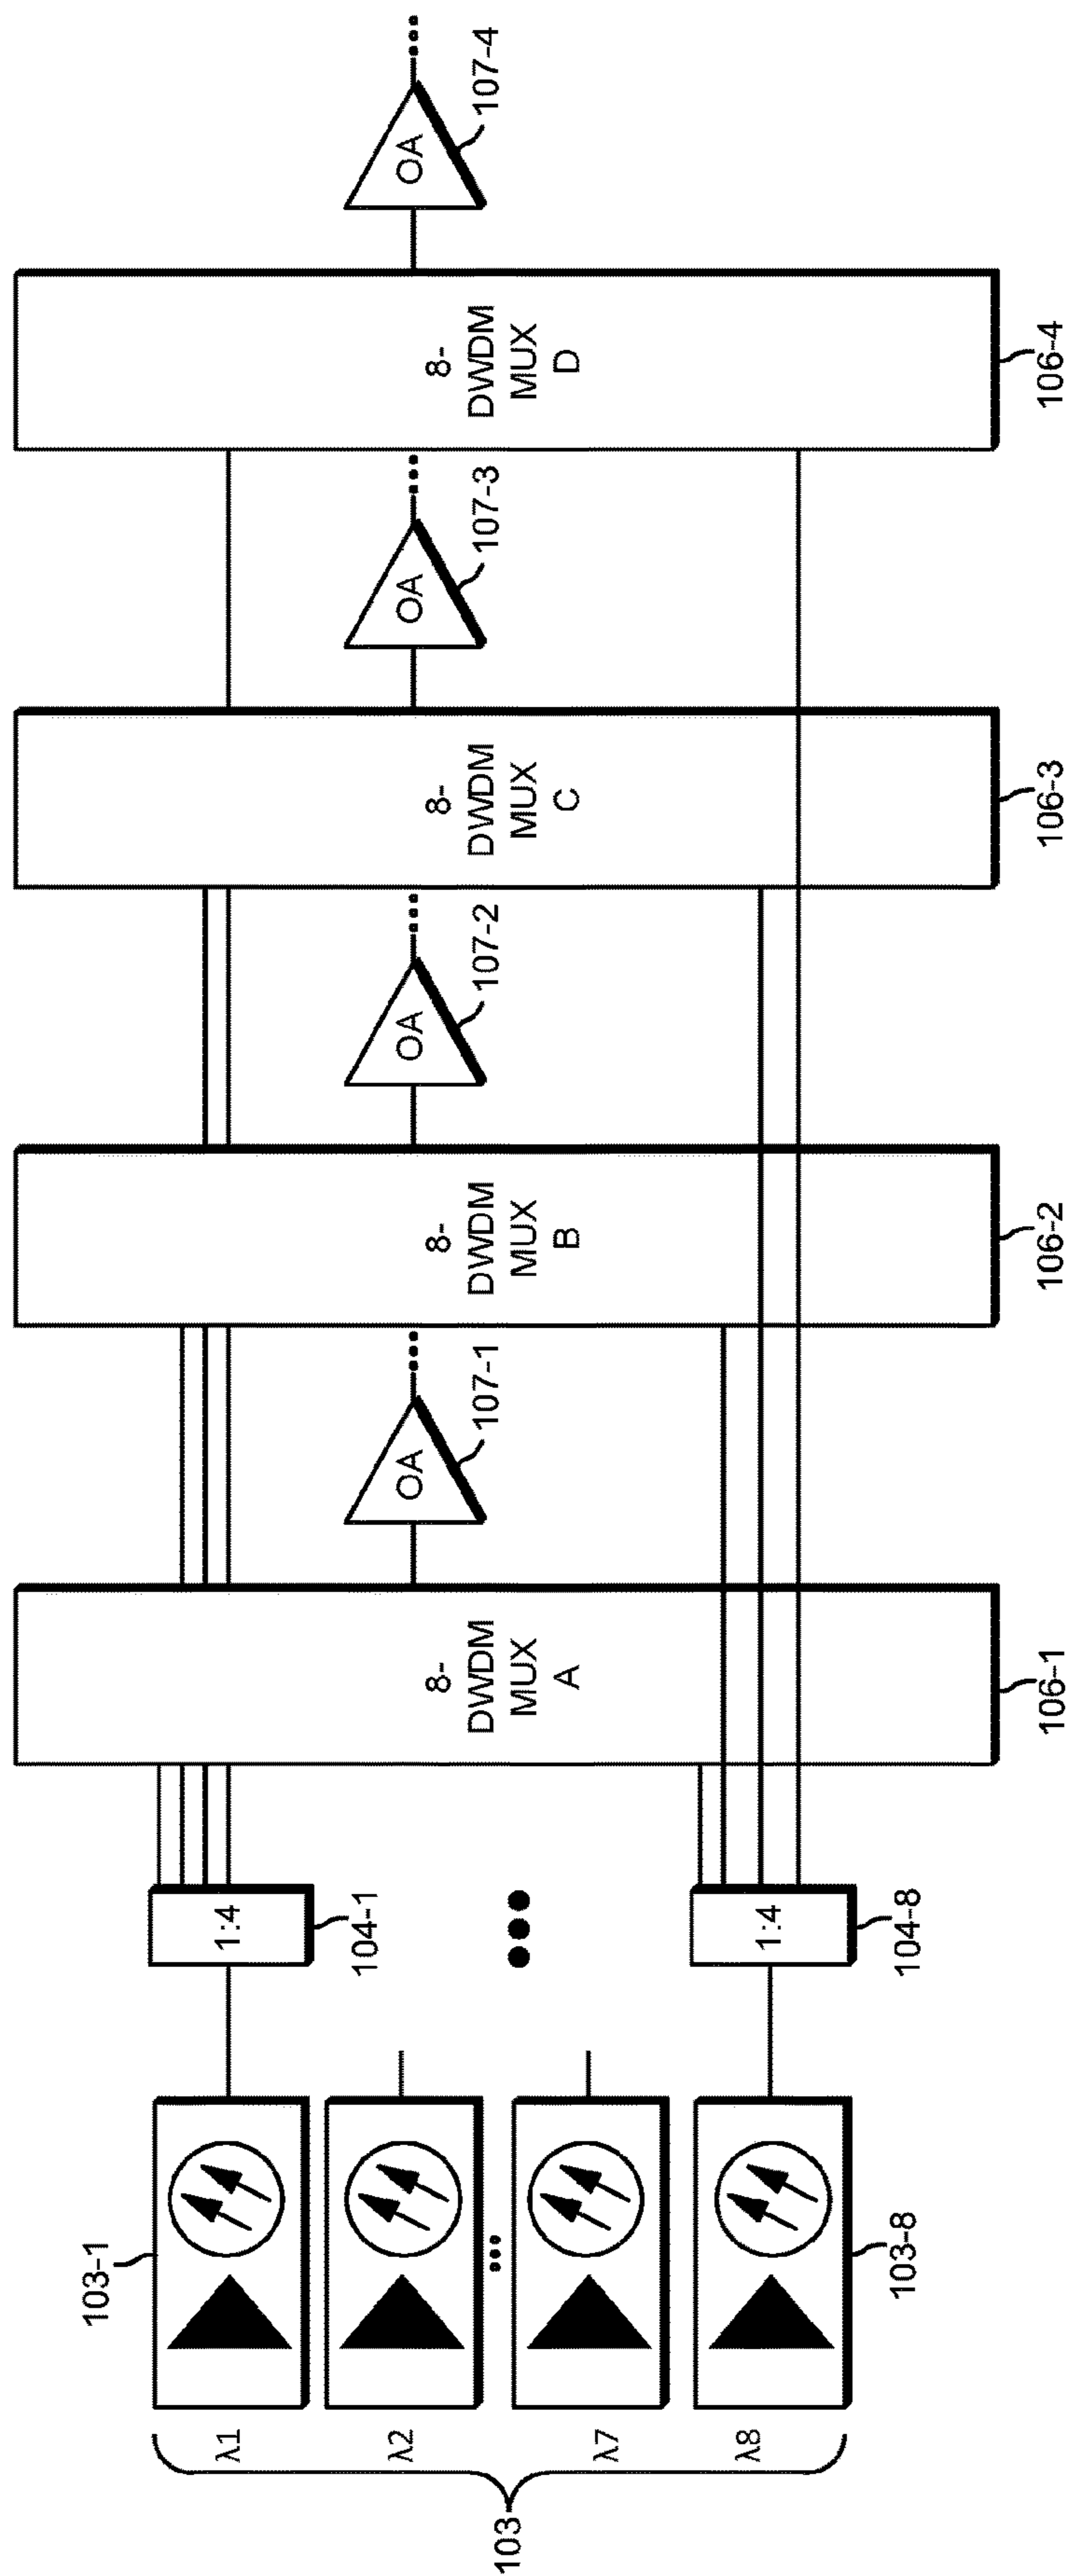 103
λ1
λ2
λ7
λ8
103-1
103-8
1:4
104-1
1:4
104-8
8-
DWDM
MUX
A
106-1
OA
107-1
8-
DWDM
MUX
B
106-2
OA
107-2
8-
DWDM
MUX
C
106-3
OA
107-3
8-
DWDM
MUX
D
106-4
OA
107-4